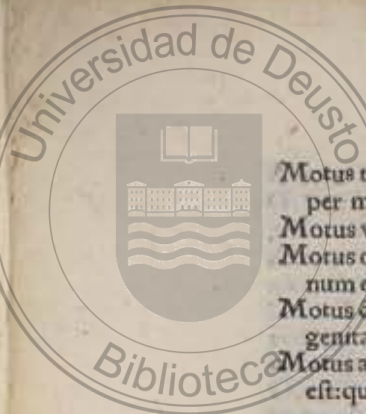 Universidad de Deusto
Biblioteca
Motus
per m
Motus
Motus
num
Motus
genita
Motus a
est:qu